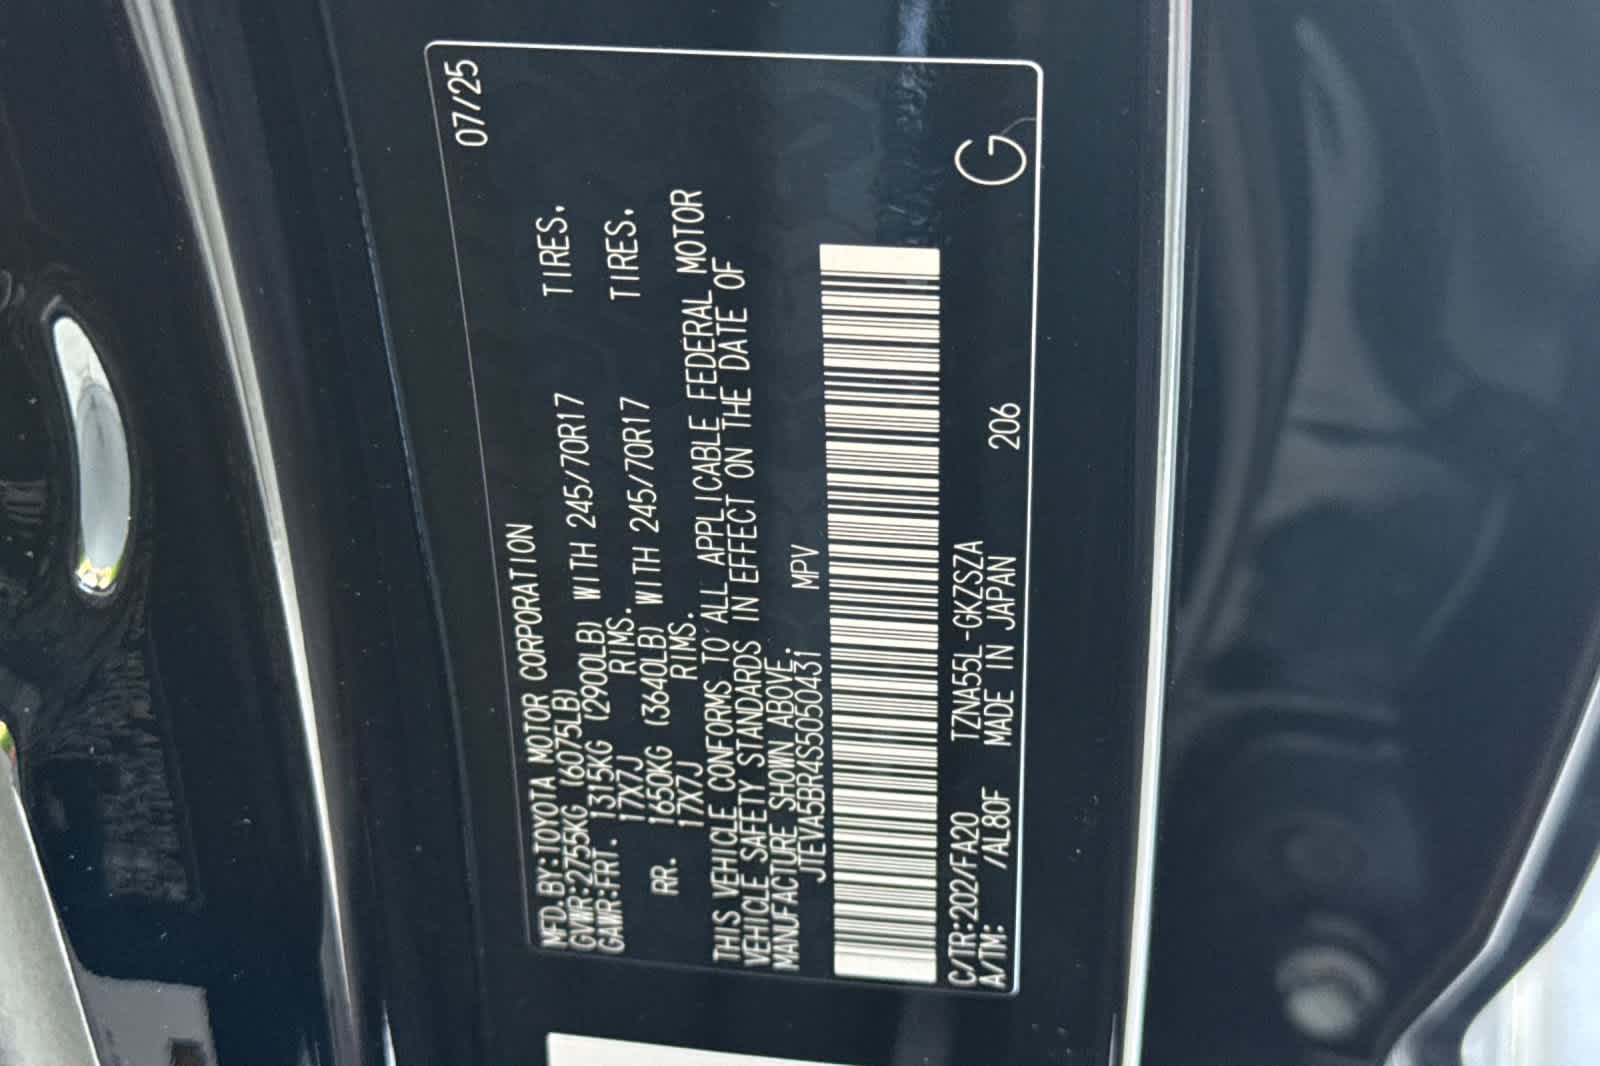 MFD.BY:TOYOTA MOTOR CORPORATION 07/25
GVWR:2755KG (6075LB)
GAWR:FRT. 1315KG (2900LB) WITH 245/70R17 TIRES.
17X7J RIMS.
RR. 1650KG (3640LB) WITH 245/70R17 TIRES.
17X7J RIMS.
THIS VEHICLE CONFORMS TO ALL APPLICABLE FEDERAL MOTOR
VEHICLE SAFETY STANDARDS IN EFFECT ON THE DATE OF
MANUFACTURE SHOWN ABOVE.
JTEVA5BR4S5050431 MPV
C/TR:202/FA20 TZNA55L-GKZSZA
A/TM: /AL80F MADE IN JAPAN 206 G